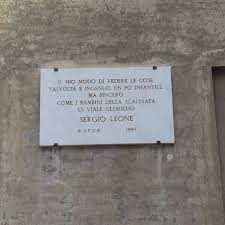 IL MIO MODO DI VEDERE LE COSE
TALVOLTA È INGENUO UN PO INFANTILE
MA SINCERO
COME I BAMBINI DELLA SCALINATA
DI VIALE GLORIOSO
SERGIO LEONE
S.P.Q.R.